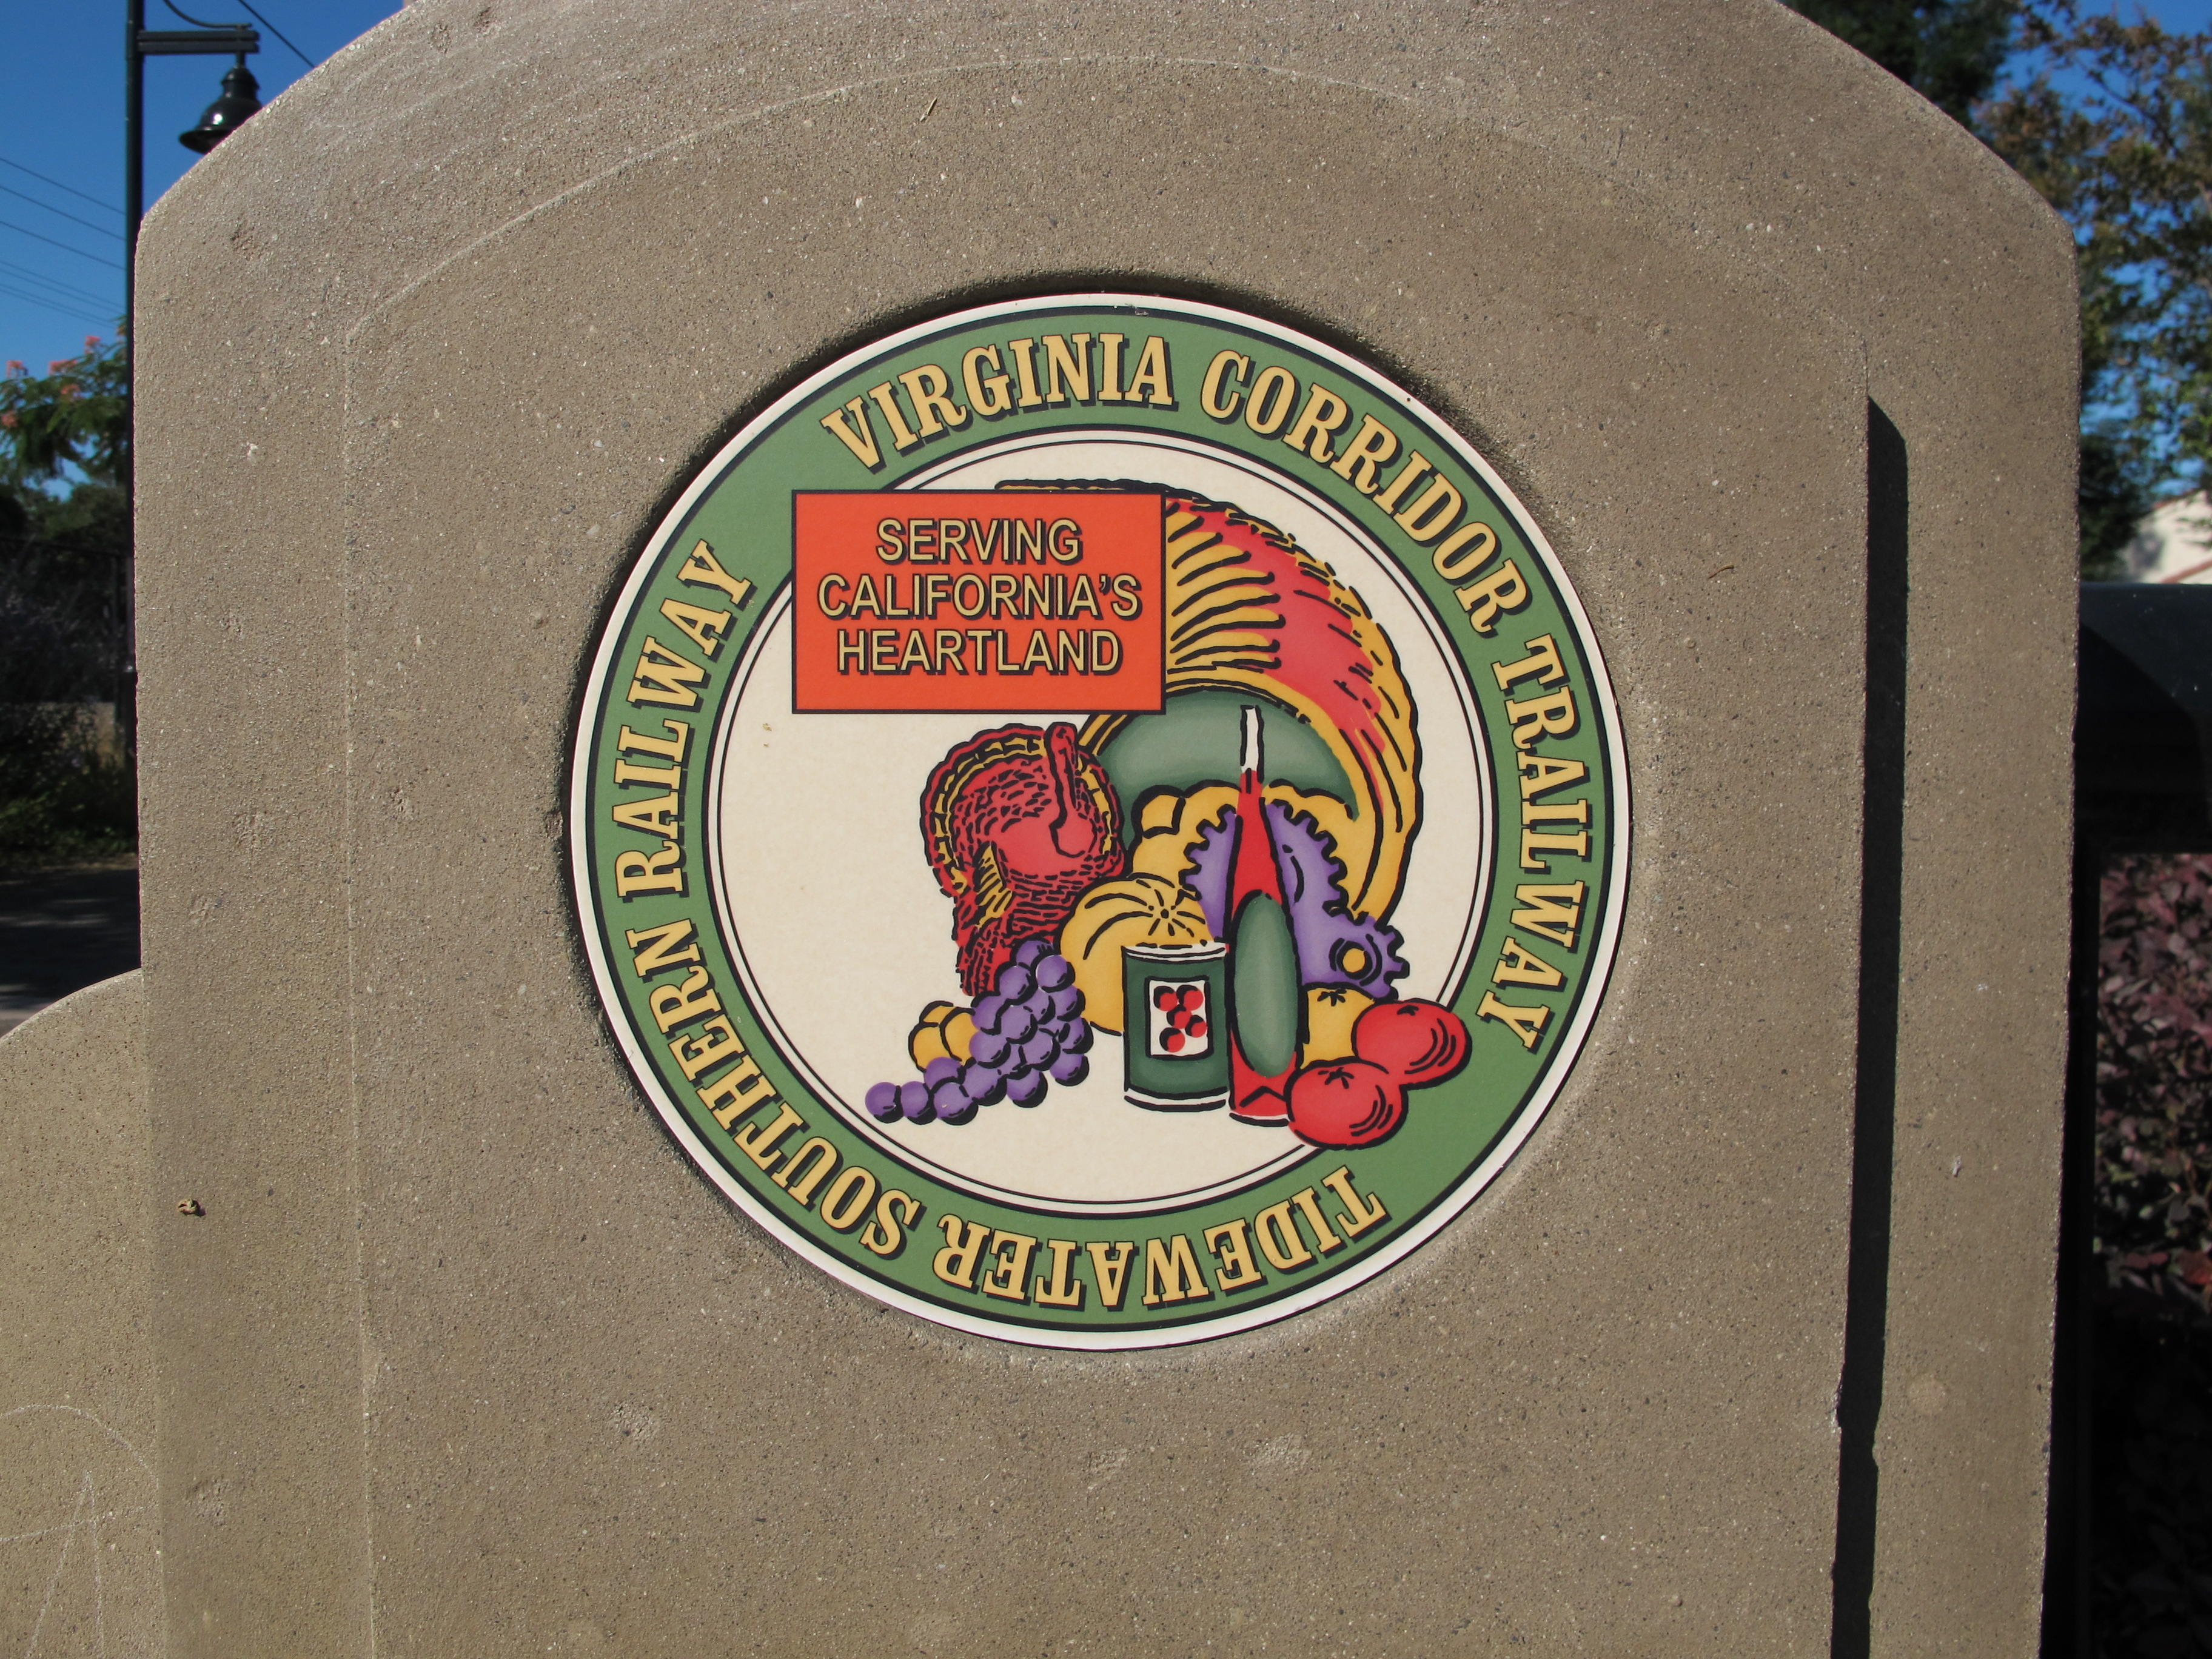 VIRGINIA CORRIDOR TRAILWAY
TIDEWATER SOUTHERN RAILWAY
SERVING
CALIFORNIA'S
HEARTLAND